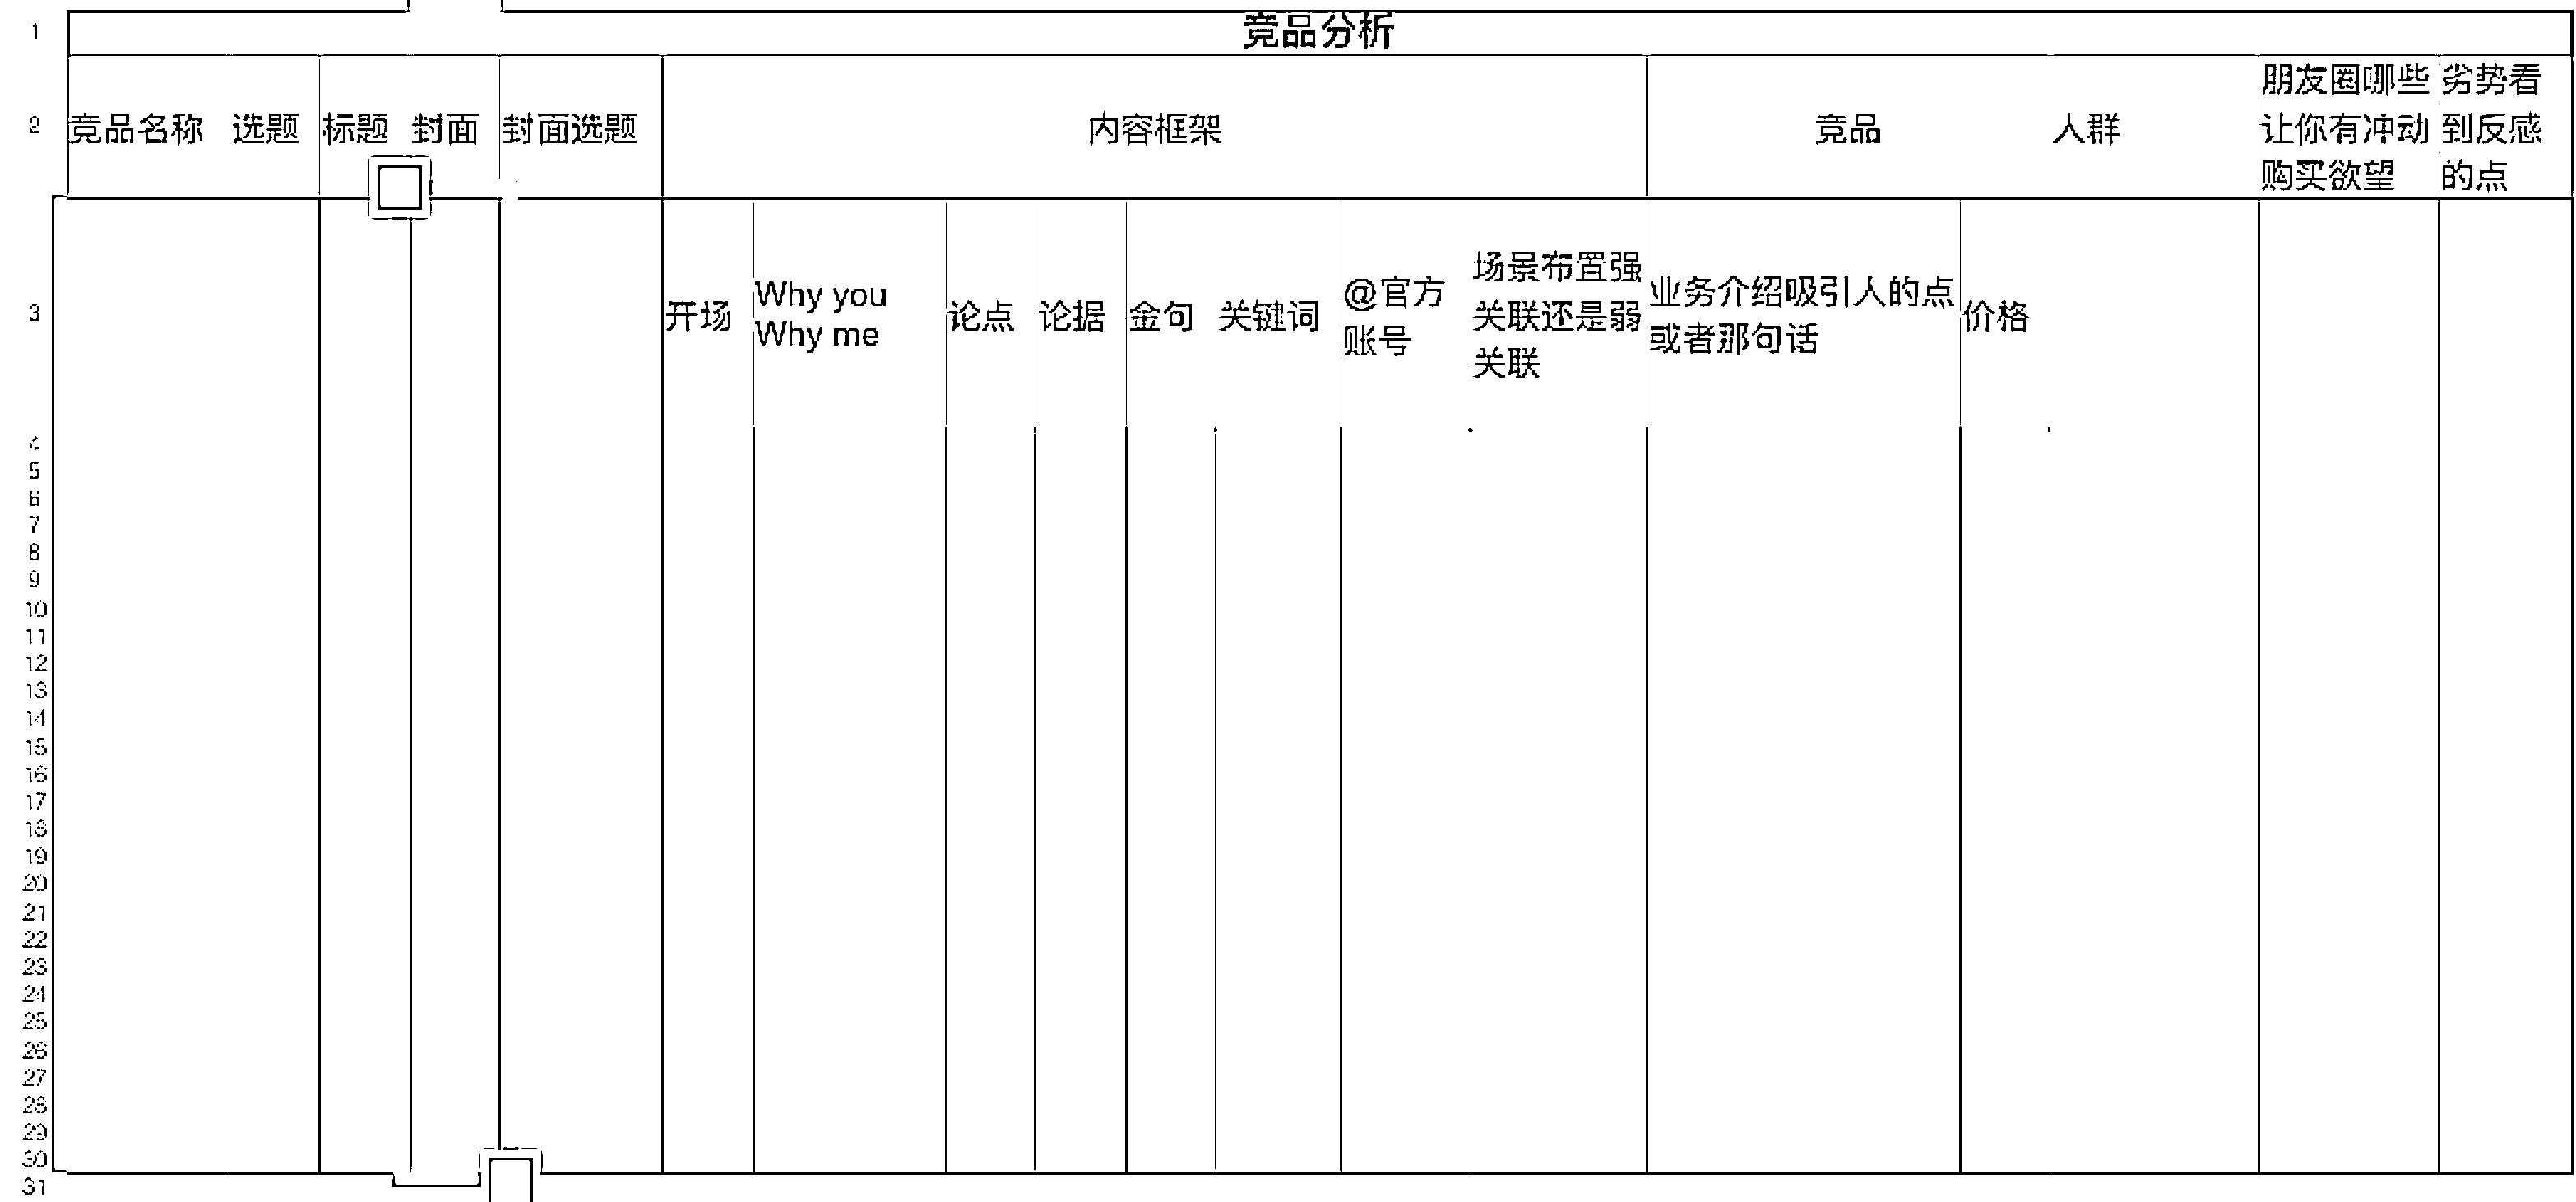 1
竞品分析
2
竞品名称 选题 标题 封面 封面选题 内容框架 竞品 人群
朋友圈哪些
让你有冲动
购买欲望
劣势看
到反感
的点
3
开场
Why you
Why me
论点 论据 金句 关键词
@官方
账号
场景布置强
关联还是弱
关联
业务介绍吸引人的点
或者那句话
价格
4
5
6
7
8
9
10
11
12
13
14
15
16
17
18
19
20
21
22
23
24
25
26
27
28
29
30
31